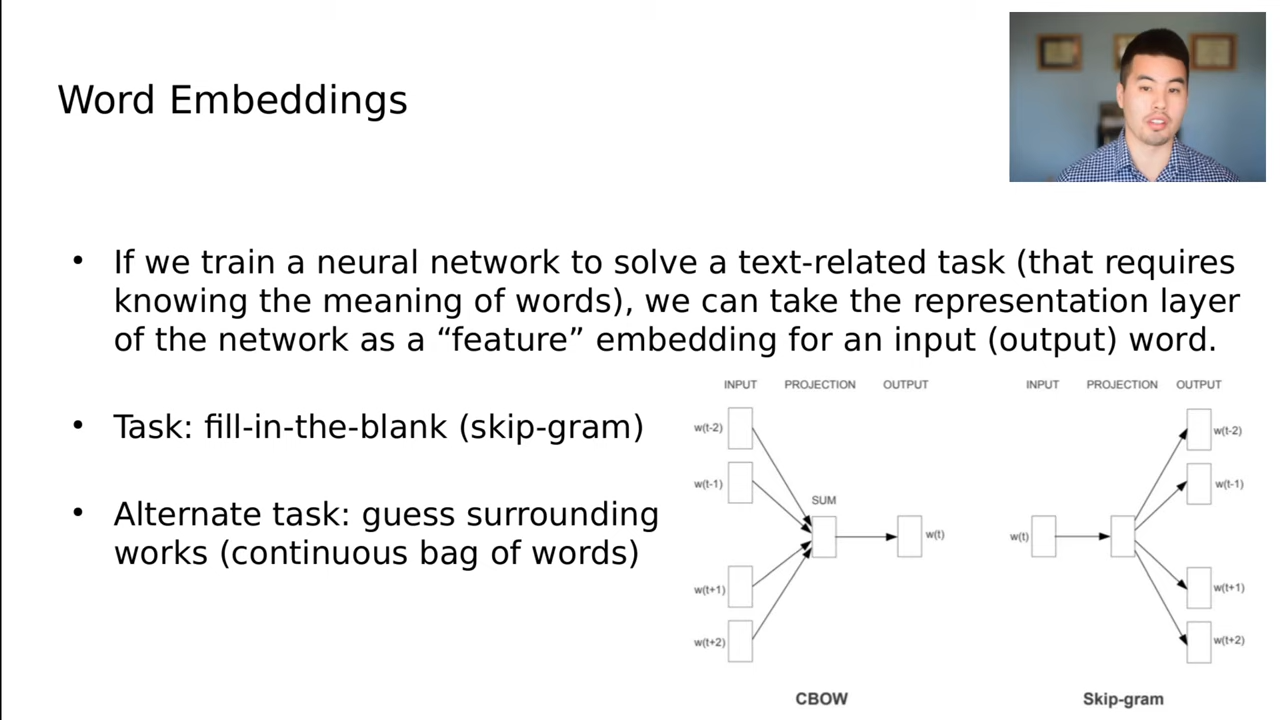 Word Embeddings
• If we train a neural network to solve a text-related task (that requires
knowing the meaning of words), we can take the representation layer
of the network as a “feature” embedding for an input (output) word.
• Task: fill-in-the-blank (skip-gram)
• Alternate task: guess surrounding
works (continuous bag of words)
INPUT PROJECTION OUTPUT
w(t-2)
w(t-1)
SUM
w(t)
w(t+1)
w(t+2)
CBOW
INPUT PROJECTION OUTPUT
w(t-2)
w(t-1)
w(t)
w(t+1)
w(t+2)
Skip-gram